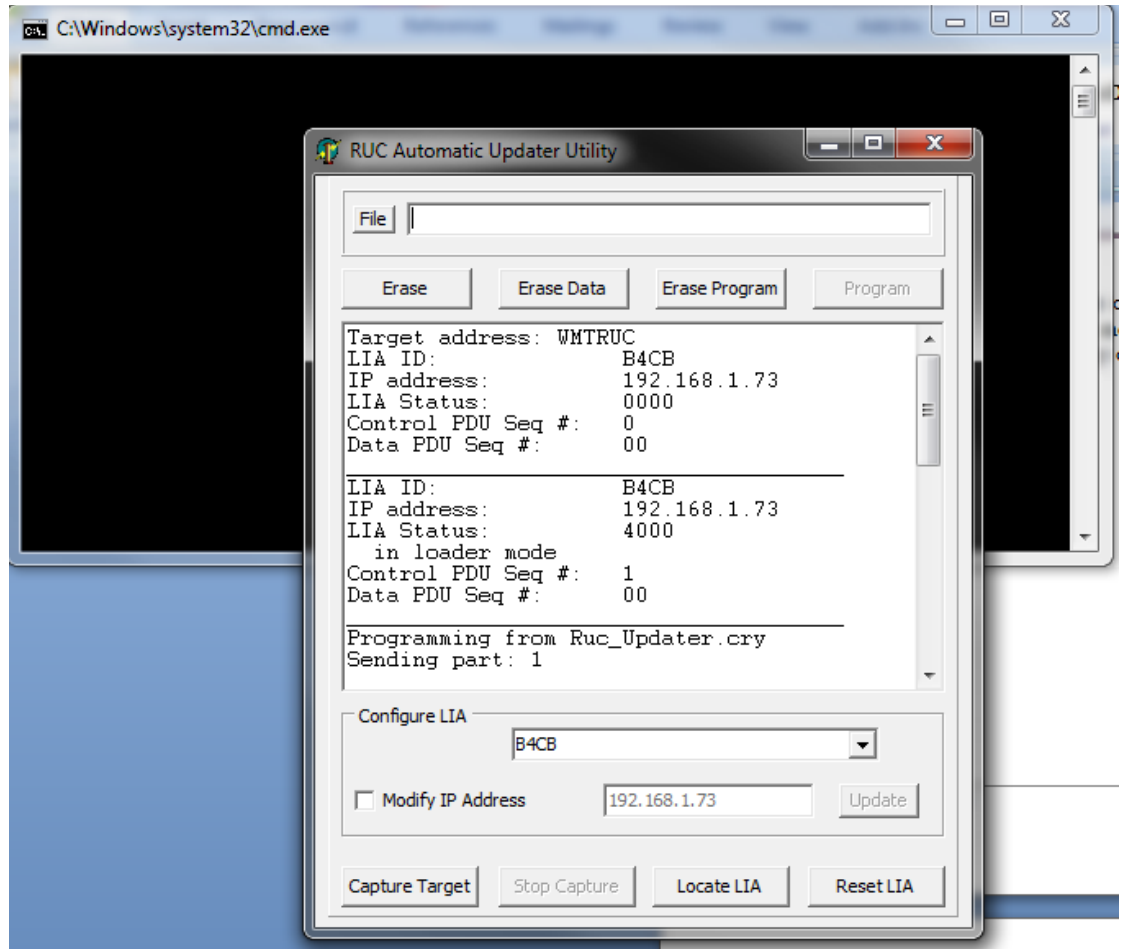 C:\Windows\system32\cmd.exe
RUC Automatic Updater Utility
File
Erase Erase Data Erase Program Program
Target address: WMTRUC
LIA ID: B4CB
IP address: 192.168.1.73
LIA Status: 0000
Control PDU Seq #: 0
Data PDU Seq #: 00
LIA ID: B4CB
IP address: 192.168.1.73
LIA Status: 4000
in loader mode
Control PDU Seq #: 1
Data PDU Seq #: 00
Programming from Ruc_Updater.cry
Sending part: 1
Configure LIA
B4CB
Modify IP Address 192.168.1.73 Update
Capture Target Stop Capture Locate LIA Reset LIA